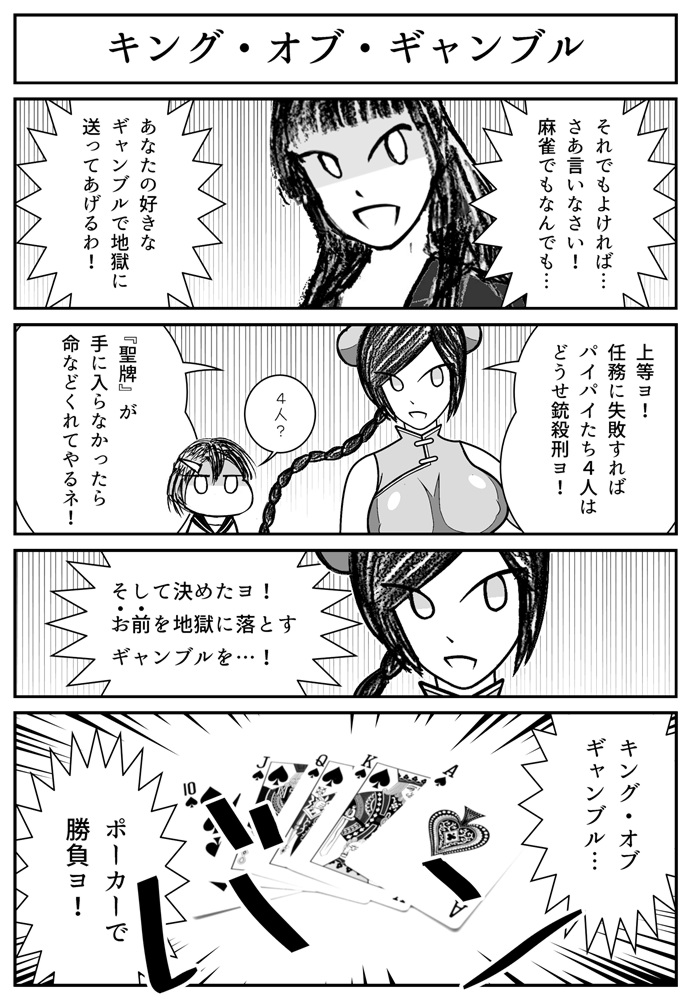 キング・オブ・ギャンブル
それでもよければ…
さあ言いなさい！
麻雀でもなんでも…
あなたの好きな
ギャンブルで地獄に
送ってあげるわ！
上等ヨ！
任務に失敗すれば
パイパイたち4人は
どうせ銃殺刑ヨ！
4人？
『聖牌』が
手に入らなかったら
命などくれてやるネ！
そして決めたヨ！
お前を地獄に落とす
ギャンブルを…！
キング・オブ
ギャンブル…
10
J
Q
K
A
A
バァーン
ポーカーで
勝負ヨ！